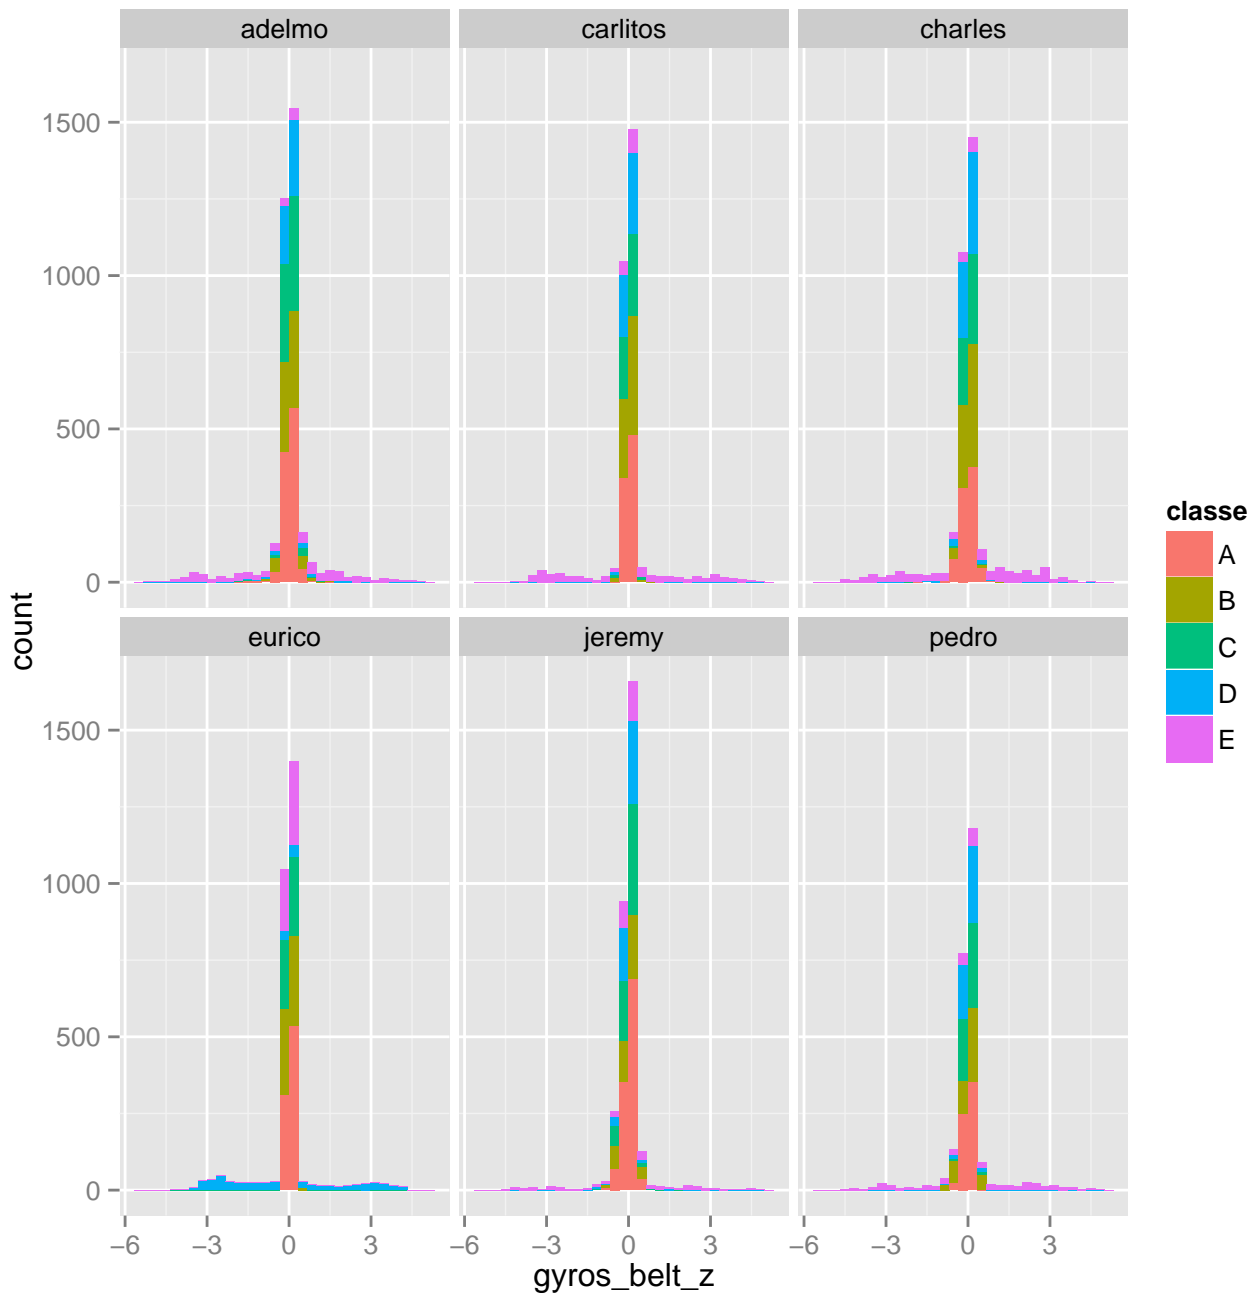 adelmo carlitos charles
1500
1000
500
0
eurico jeremy pedro
1500
1000
500
0
−6 −3 0 3 −6 −3 0 3 −6 −3 0 3
gyros_belt_z
count
classe
A
B
C
D
E